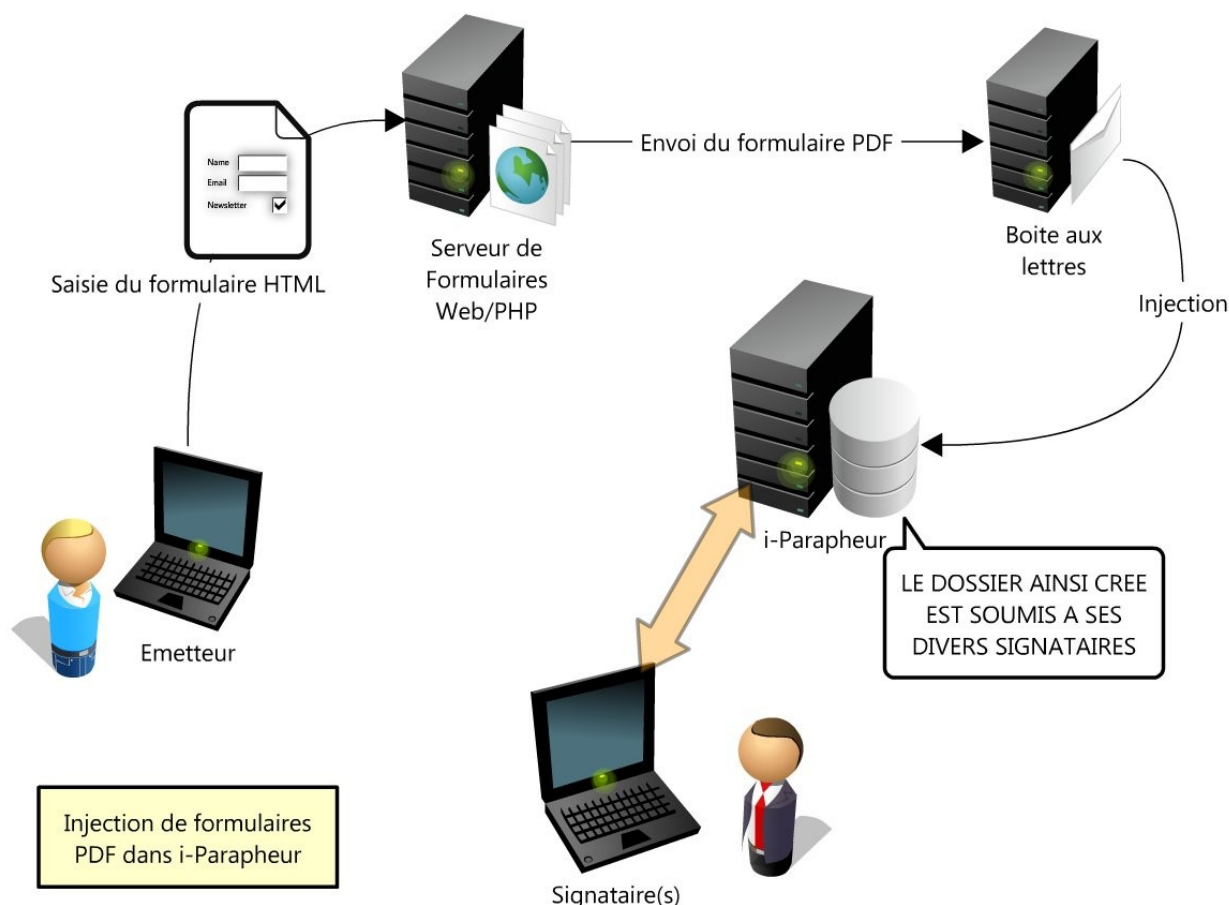 Name
Email
Newsletter
Saisie du formulaire HTML
Serveur de
Formulaires
Web/PHP
Envoi du formulaire PDF
Boite aux
lettres
Injection
i-Parapheur
LE DOSSIER AINSI CREE
EST SOUMIS A SES
DIVERS SIGNATAIRES
Emetteur
Signataire(s)
Injection de formulaires
PDF dans i-Parapheur